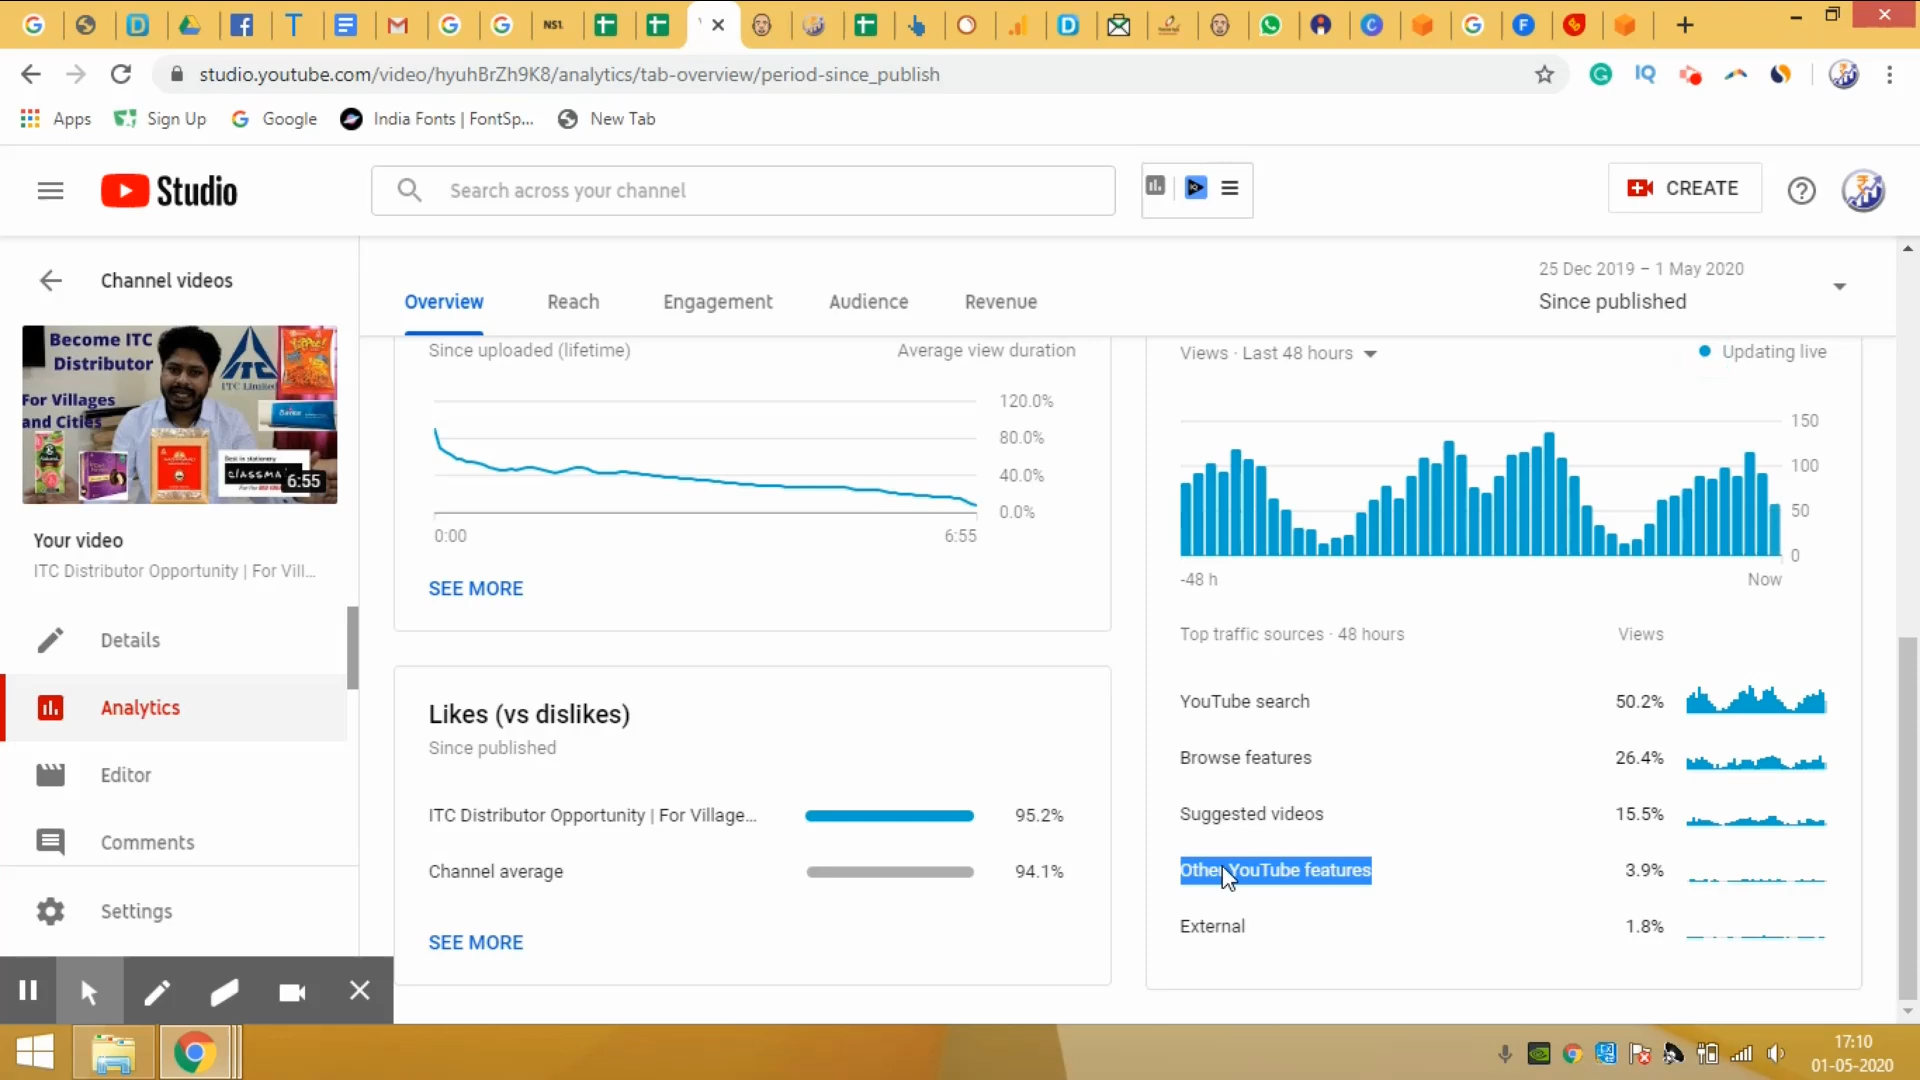 NS1.
studio.youtube.com/video/hyuhBrZh9K8/analytics/tab-overview/period-since_publish
Apps
Sign Up
Google
India Fonts | FontSp...
New Tab
Studio
Search across your channel
CREATE
Channel videos
Become ITC
Distributor
For Villages
and Cities
ITC Limited
Best in stationery
6:55
Your video
ITC Distributor Opportunity | For Vill...
Details
Analytics
Editor
Comments
Settings
Overview
Reach
Engagement
Audience
Revenue
25 Dec 2019 – 1 May 2020
Since published
Since uploaded (lifetime)
Average view duration
120.0%
80.0%
40.0%
0.0%
0:00
6:55
SEE MORE
Likes (vs dislikes)
Since published
ITC Distributor Opportunity | For Village...
95.2%
Channel average
94.1%
SEE MORE
Views · Last 48 hours
Updating live
150
100
50
0
-48 h
Now
Top traffic sources · 48 hours
Views
YouTube search
50.2%
Browse features
26.4%
Suggested videos
15.5%
Other YouTube features
3.9%
External
1.8%
17:10
01-05-2020